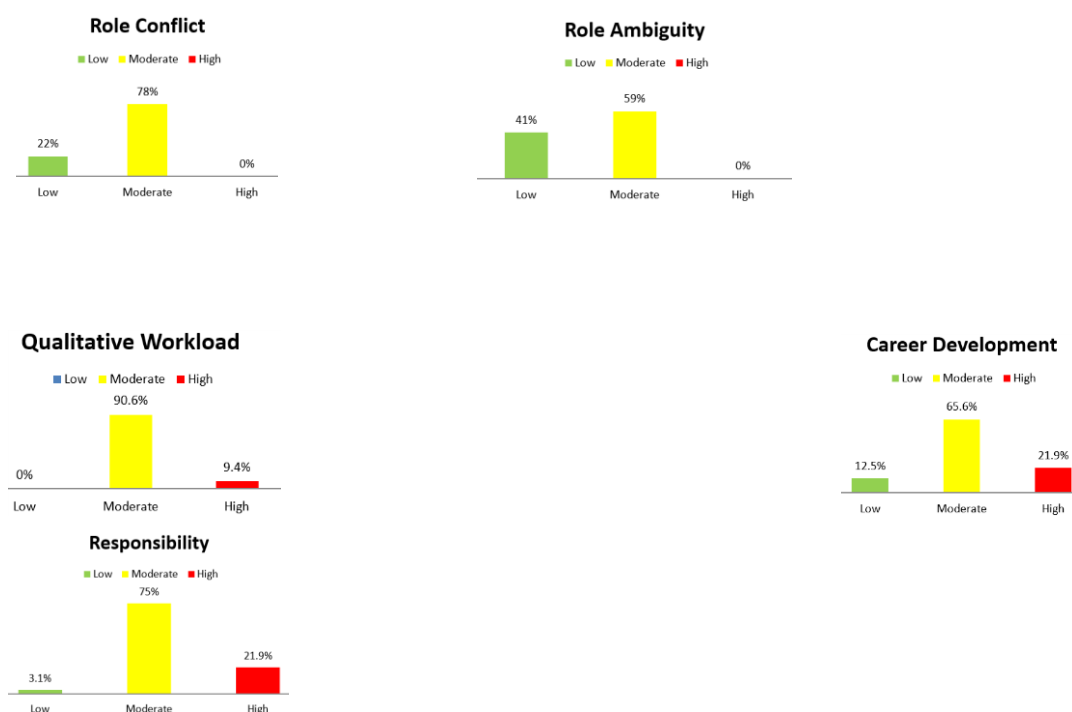 Role Conflict
Low Moderate High
78%
22%
0%
Low Moderate High
Role Ambiguity
Low Moderate High
59%
41%
0%
Low Moderate High
Qualitative Workload
Low Moderate High
90.6%
9.4%
0%
Low Moderate High
Career Development
Low Moderate High
65.6%
21.9%
12.5%
Low Moderate High
Responsibility
Low Moderate High
75%
21.9%
3.1%
Low Moderate High